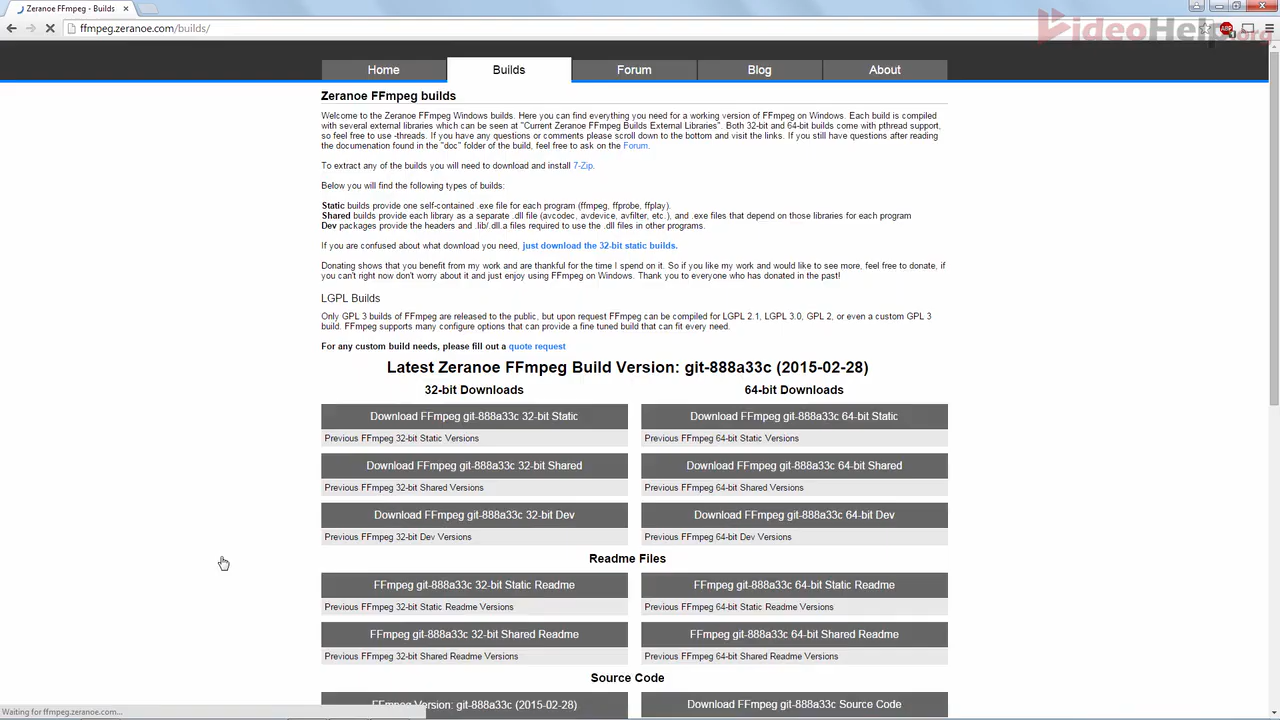 Zeranoe FFmpeg - Builds
ffmpeg.zeranoe.com/builds/
VideoHelp.org
Home
Builds
Forum
Blog
About
Zeranoe FFmpeg builds
Welcome to the Zeranoe FFmpeg Windows builds. Here you can find everything you need for a working version of FFmpeg on Windows. Each build is compiled
with several external libraries which can be seen at "Current Zeranoe FFmpeg Builds External Libraries". Both 32-bit and 64-bit builds come with pthread support,
so feel free to use -threads. If you have any questions or comments please scroll down to the bottom and visit the links. If you still have questions after reading
the documenation found in the "doc" folder of the build, feel free to ask on the Forum.
To extract any of the builds you will need to download and install 7-Zip.
Below you will find the following types of builds:
Static builds provide one self-contained .exe file for each program (ffmpeg, ffprobe, ffplay).
Shared builds provide each library as a separate .dll file (avcodec, avdevice, avfilter, etc.), and .exe files that depend on those libraries for each program
Dev packages provide the headers and .lib/.dll.a files required to use the .dll files in other programs.
If you are confused about what download you need, just download the 32-bit static builds.
Donating shows that you benefit from my work and are thankful for the time I spend on it. So if you like my work and would like to see more, feel free to donate, if
you can't right now don't worry about it and just enjoy using FFmpeg on Windows. Thank you to everyone who has donated in the past!
LGPL Builds
Only GPL 3 builds of FFmpeg are released to the public, but upon request FFmpeg can be compiled for LGPL 2.1, LGPL 3.0, GPL 2, or even a custom GPL 3
build. FFmpeg supports many configure options that can provide a fine tuned build that can fit every need.
For any custom build needs, please fill out a quote request
Latest Zeranoe FFmpeg Build Version: git-888a33c (2015-02-28)
32-bit Downloads
64-bit Downloads
Download FFmpeg git-888a33c 32-bit Static
Download FFmpeg git-888a33c 64-bit Static
Previous FFmpeg 32-bit Static Versions
Previous FFmpeg 64-bit Static Versions
Download FFmpeg git-888a33c 32-bit Shared
Download FFmpeg git-888a33c 64-bit Shared
Previous FFmpeg 32-bit Shared Versions
Previous FFmpeg 64-bit Shared Versions
Download FFmpeg git-888a33c 32-bit Dev
Download FFmpeg git-888a33c 64-bit Dev
Previous FFmpeg 32-bit Dev Versions
Previous FFmpeg 64-bit Dev Versions
Readme Files
FFmpeg git-888a33c 32-bit Static Readme
FFmpeg git-888a33c 64-bit Static Readme
Previous FFmpeg 32-bit Static Readme Versions
Previous FFmpeg 64-bit Static Readme Versions
FFmpeg git-888a33c 32-bit Shared Readme
FFmpeg git-888a33c 64-bit Shared Readme
Previous FFmpeg 32-bit Shared Readme Versions
Previous FFmpeg 64-bit Shared Readme Versions
Source Code
FFmpeg Version: git-888a33c (2015-02-28)
Download FFmpeg git-888a33c Source Code
Waiting for ffmpeg.zeranoe.com...